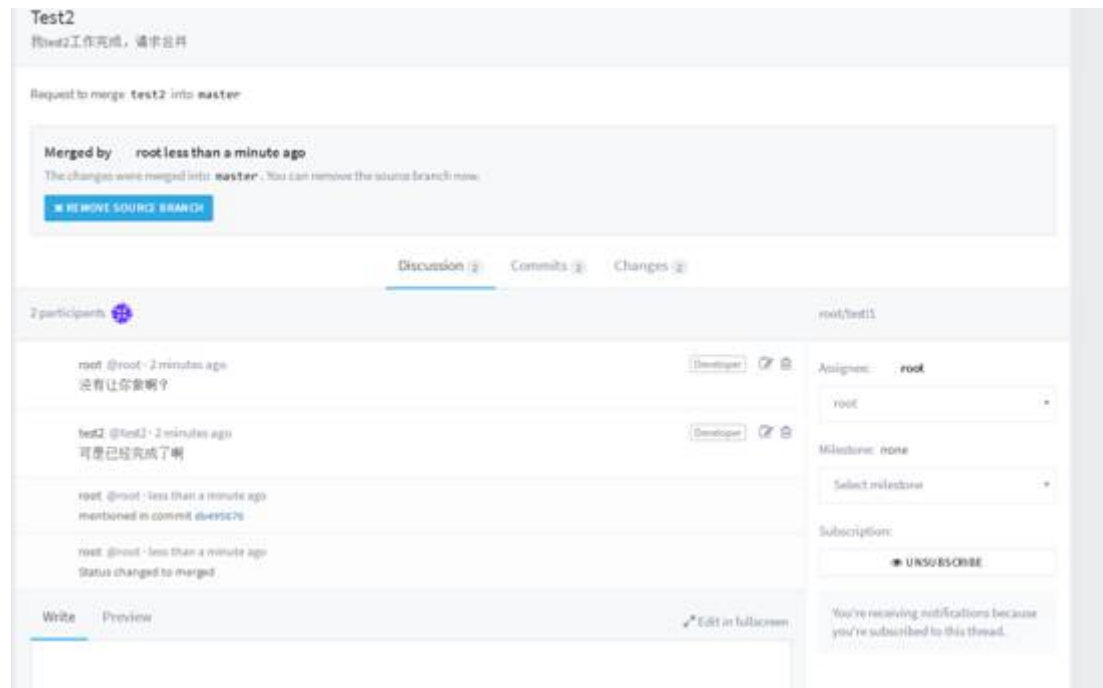 Test2
我test2工作完成，请求合并
Request to merge test2 into master
Merged by root less than a minute ago
The changes were merged into master. You can remove the source branch now.
✖ REMOVE SOURCE BRANCH
Discussion 2 Commits 2 Changes 2
2 participants
root/test15
root @root · 2 minutes ago
Developer
没有让你做啊？
Assignee: root
root
test2 @test2 · 2 minutes ago
Developer
可是已经完成了啊
Milestone: none
Select milestone
root @root · less than a minute ago
mentioned in commit
root @root · less than a minute ago
Status changed to merged
Subscription:
UNSUBSCRIBE
You're receiving notifications because
you're subscribed to this thread.
Write Preview
Edit in fullscreen